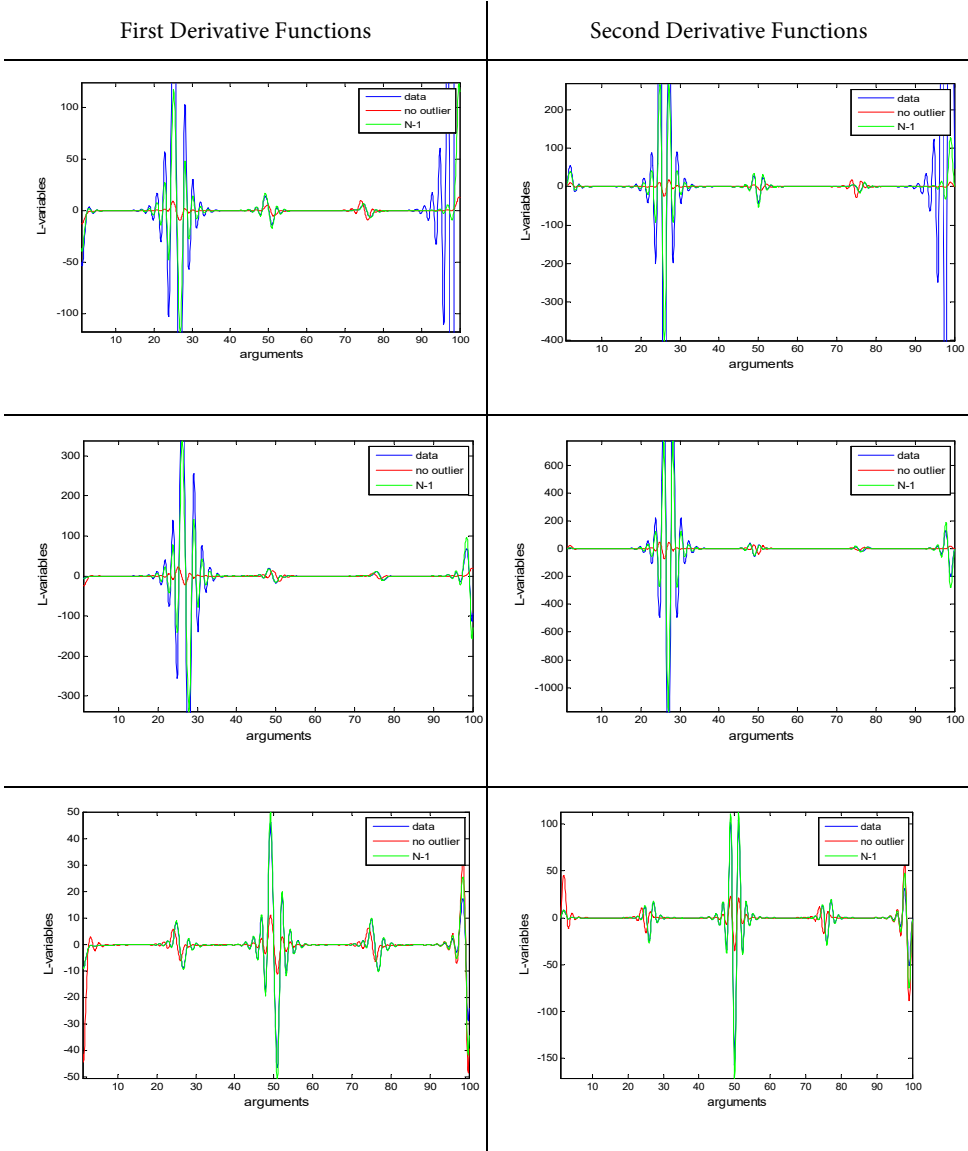 First Derivative Functions
Second Derivative Functions
100
50
0
-50
-100
L-variables
data
no outlier
N-1
10 20 30 40 50 60 70 80 90 100
arguments
200
100
0
-100
-200
-300
-400
L-variables
data
no outlier
N-1
10 20 30 40 50 60 70 80 90 100
arguments
300
200
100
0
-100
-200
-300
L-variables
data
no outlier
N-1
10 20 30 40 50 60 70 80 90 100
arguments
600
400
200
0
-200
-400
-600
-800
-1000
L-variables
data
no outlier
N-1
10 20 30 40 50 60 70 80 90 100
arguments
50
40
30
20
10
0
-10
-20
-30
-40
-50
L-variables
data
no outlier
N-1
10 20 30 40 50 60 70 80 90 100
arguments
100
50
0
-50
-100
-150
L-variables
data
no outlier
N-1
10 20 30 40 50 60 70 80 90 100
arguments